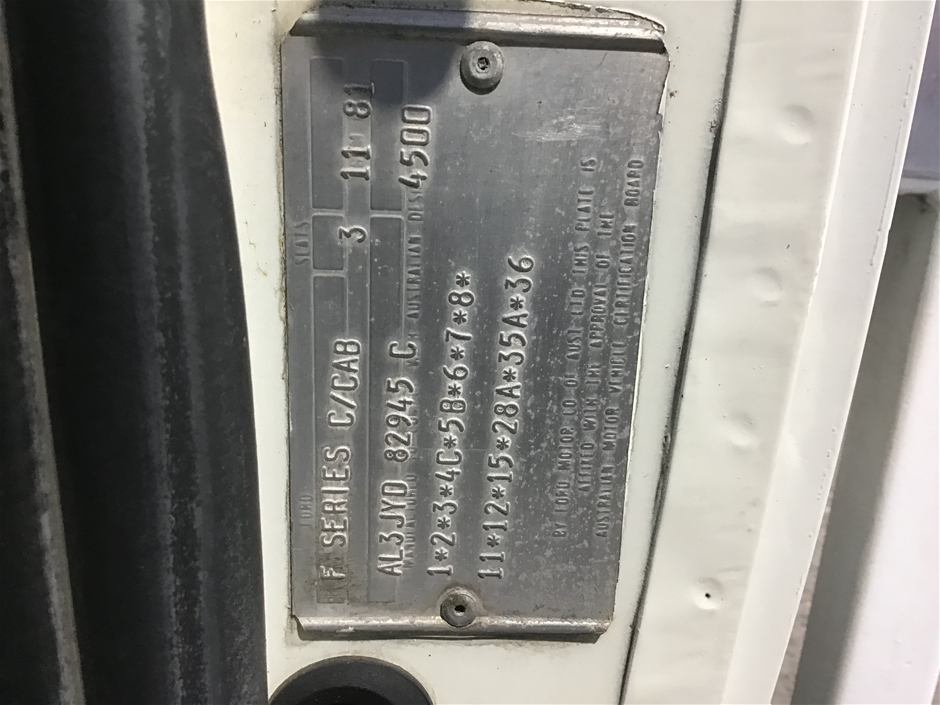 FORD SEATS
F SERIES C/CAB 3 11 81
AL3JYD 82945 C 4500
MANUFACTURED AUSTRALIAN DES
1*2*3*4C*5B*6*7*8*
11*12*15*28A*35A*36
BY FORD MOTOR CO OF AUST LTD THIS PLATE IS
AFFIXED WITH THE APPROVAL OF THE
AUSTRALIAN MOTOR VEHICLE CERTIFICATION BOARD